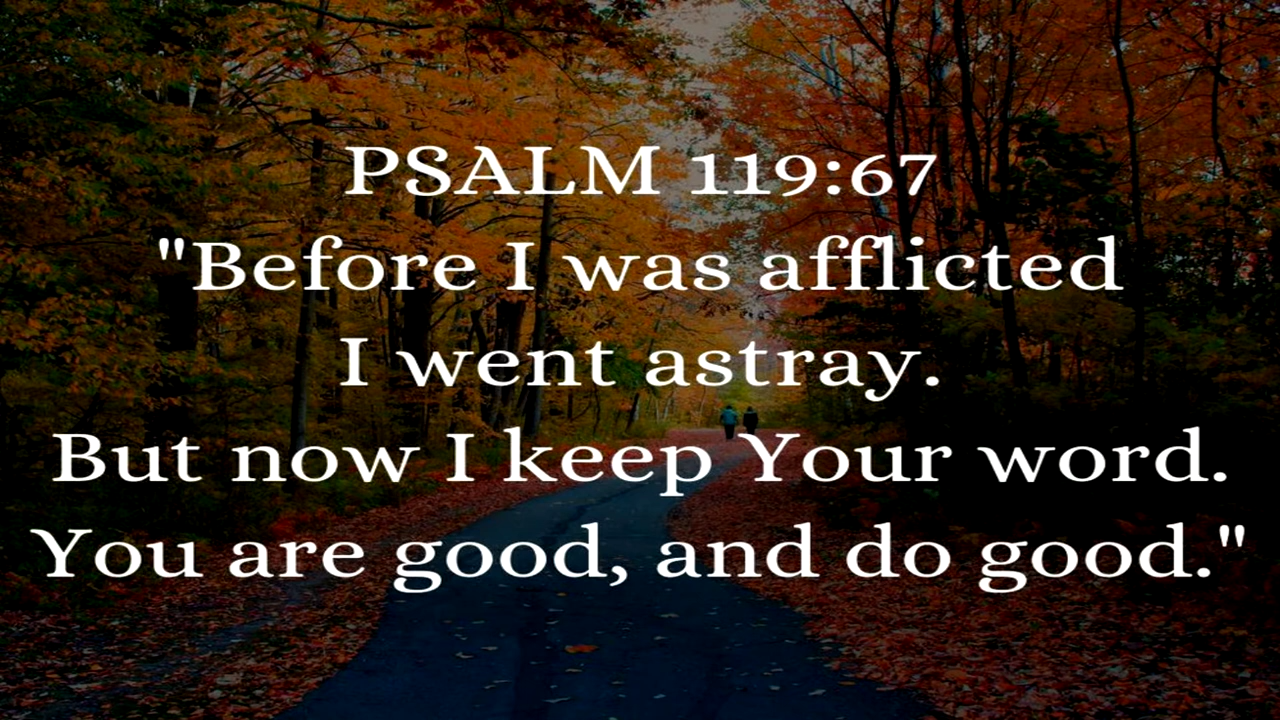 PSALM 119:67
"Before I was afflicted
I went astray.
But now I keep Your word.
You are good, and do good."